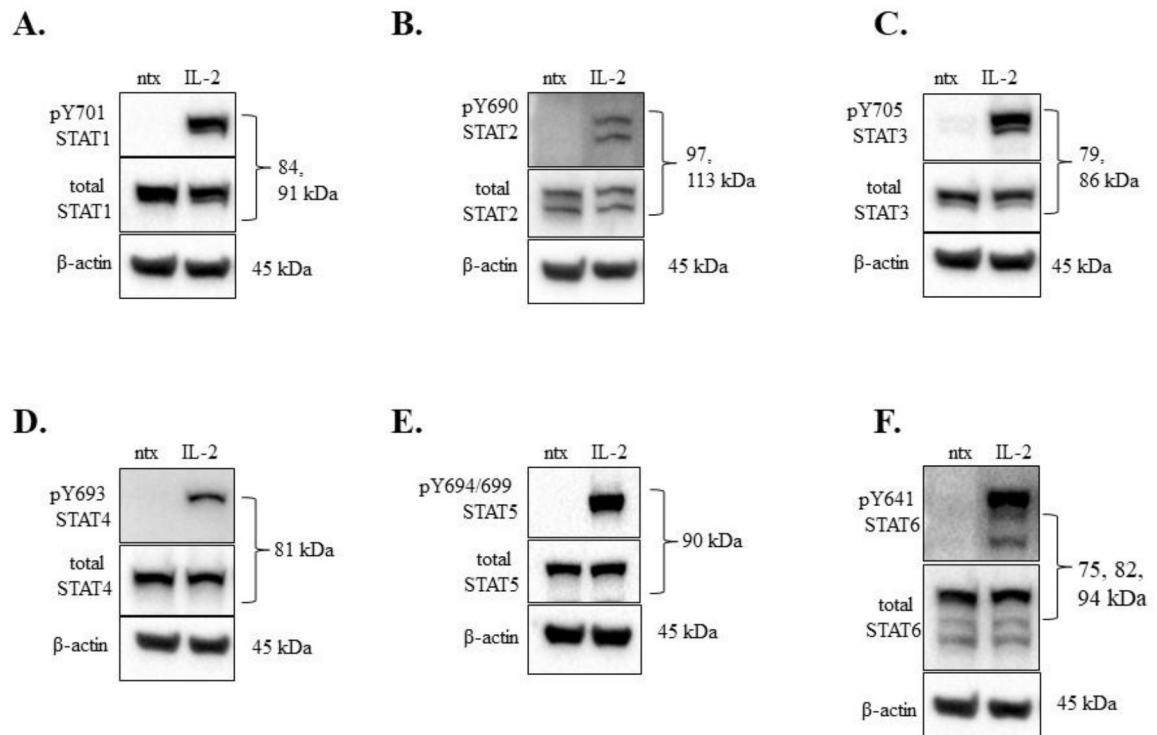 A.
ntx IL-2
pY701
STAT1
total
STAT1
84,
91 kDa
β-actin
45 kDa
B.
ntx IL-2
pY690
STAT2
total
STAT2
97,
113 kDa
β-actin
45 kDa
C.
ntx IL-2
pY705
STAT3
total
STAT3
79,
86 kDa
β-actin
45 kDa
D.
ntx IL-2
pY693
STAT4
total
STAT4
81 kDa
β-actin
45 kDa
E.
ntx IL-2
pY694/699
STAT5
total
STAT5
90 kDa
β-actin
45 kDa
F.
ntx IL-2
pY641
STAT6
total
STAT6
75, 82,
94 kDa
β-actin
45 kDa